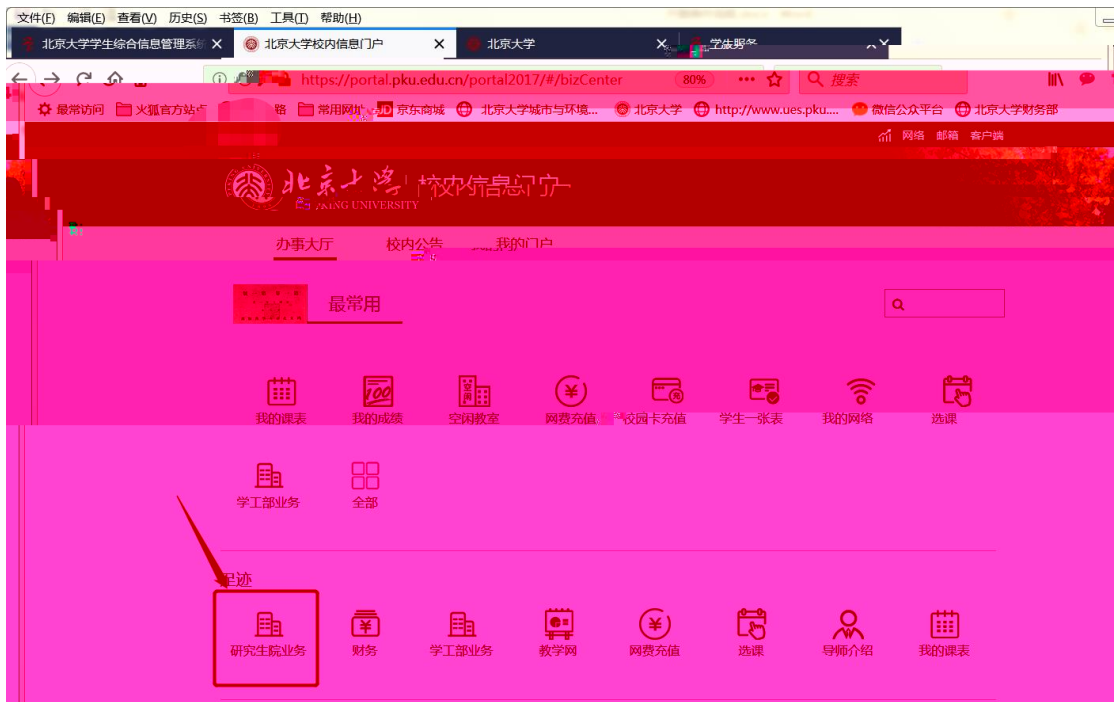 文件(F) 编辑(E) 查看(V) 历史(S) 书签(B) 工具(T) 帮助(H)
北京大学学生综合信息管理系统 北京大学校内信息门户 北京大学
https://portal.pku.edu.cn/portal2017/#/bizCenter 80% 搜索
最常访问 火狐官方站点 常用网址 JD 京东商城 北京大学城市与环境... 北京大学 http://www.ues.pku.... 微信公众平台 北京大学财务部
网络 邮箱 客户端
北京大学 校内信息门户
PEKING UNIVERSITY
办事大厅 校内公告 我的门户
最常用
我的课表 我的成绩 空闲教室 网费充值 校园卡充值 学生一张表 我的网络 选课
学工部业务 全部
足迹
研究生院业务 财务 学工部业务 教学网 网费充值 选课 导师介绍 我的课表